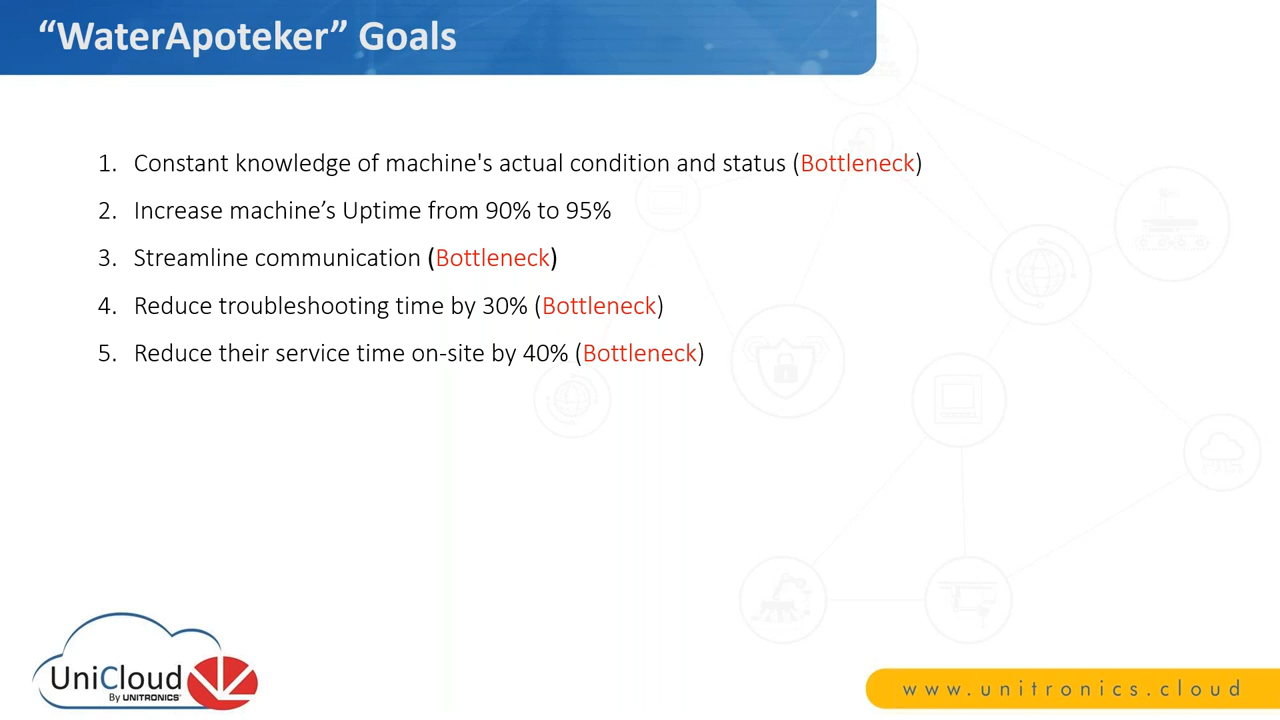 “WaterApoteker” Goals
1. Constant knowledge of machine's actual condition and status (Bottleneck)
2. Increase machine’s Uptime from 90% to 95%
3. Streamline communication (Bottleneck)
4. Reduce troubleshooting time by 30% (Bottleneck)
5. Reduce their service time on-site by 40% (Bottleneck)
UniCloud
By UNITRONICS
www.unitronics.cloud